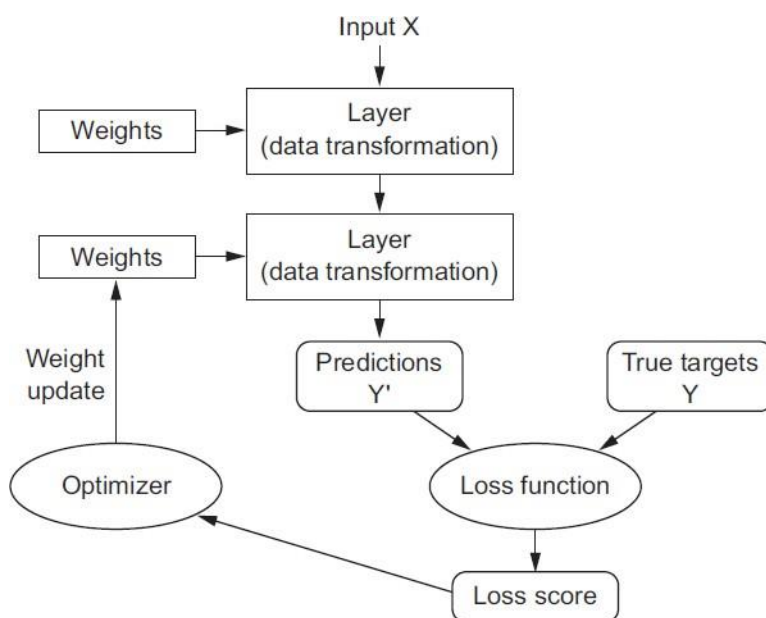 Input X
Layer
(data transformation)
Weights
Layer
(data transformation)
Weights
Weight
update
Predictions
Y'
True targets
Y
Optimizer
Loss function
Loss score